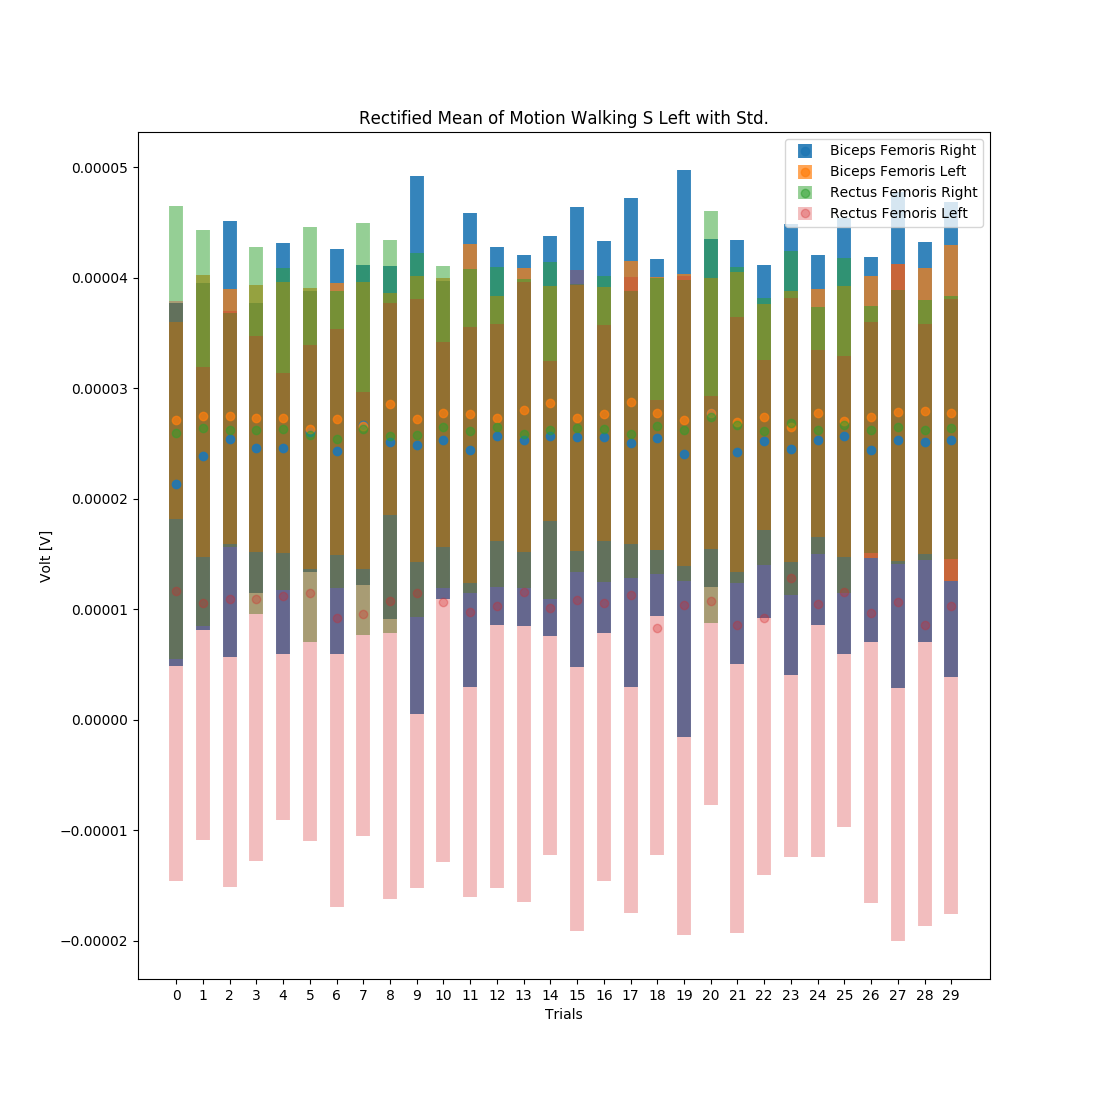 Rectified Mean of Motion Walking S Left with Std.
Biceps Femoris Right
Biceps Femoris Left
Rectus Femoris Right
Rectus Femoris Left
0.00005
0.00004
0.00003
0.00002
0.00001
0.00000
−0.00001
−0.00002
Volt [V]
0 1 2 3 4 5 6 7 8 9 10 11 12 13 14 15 16 17 18 19 20 21 22 23 24 25 26 27 28 29
Trials